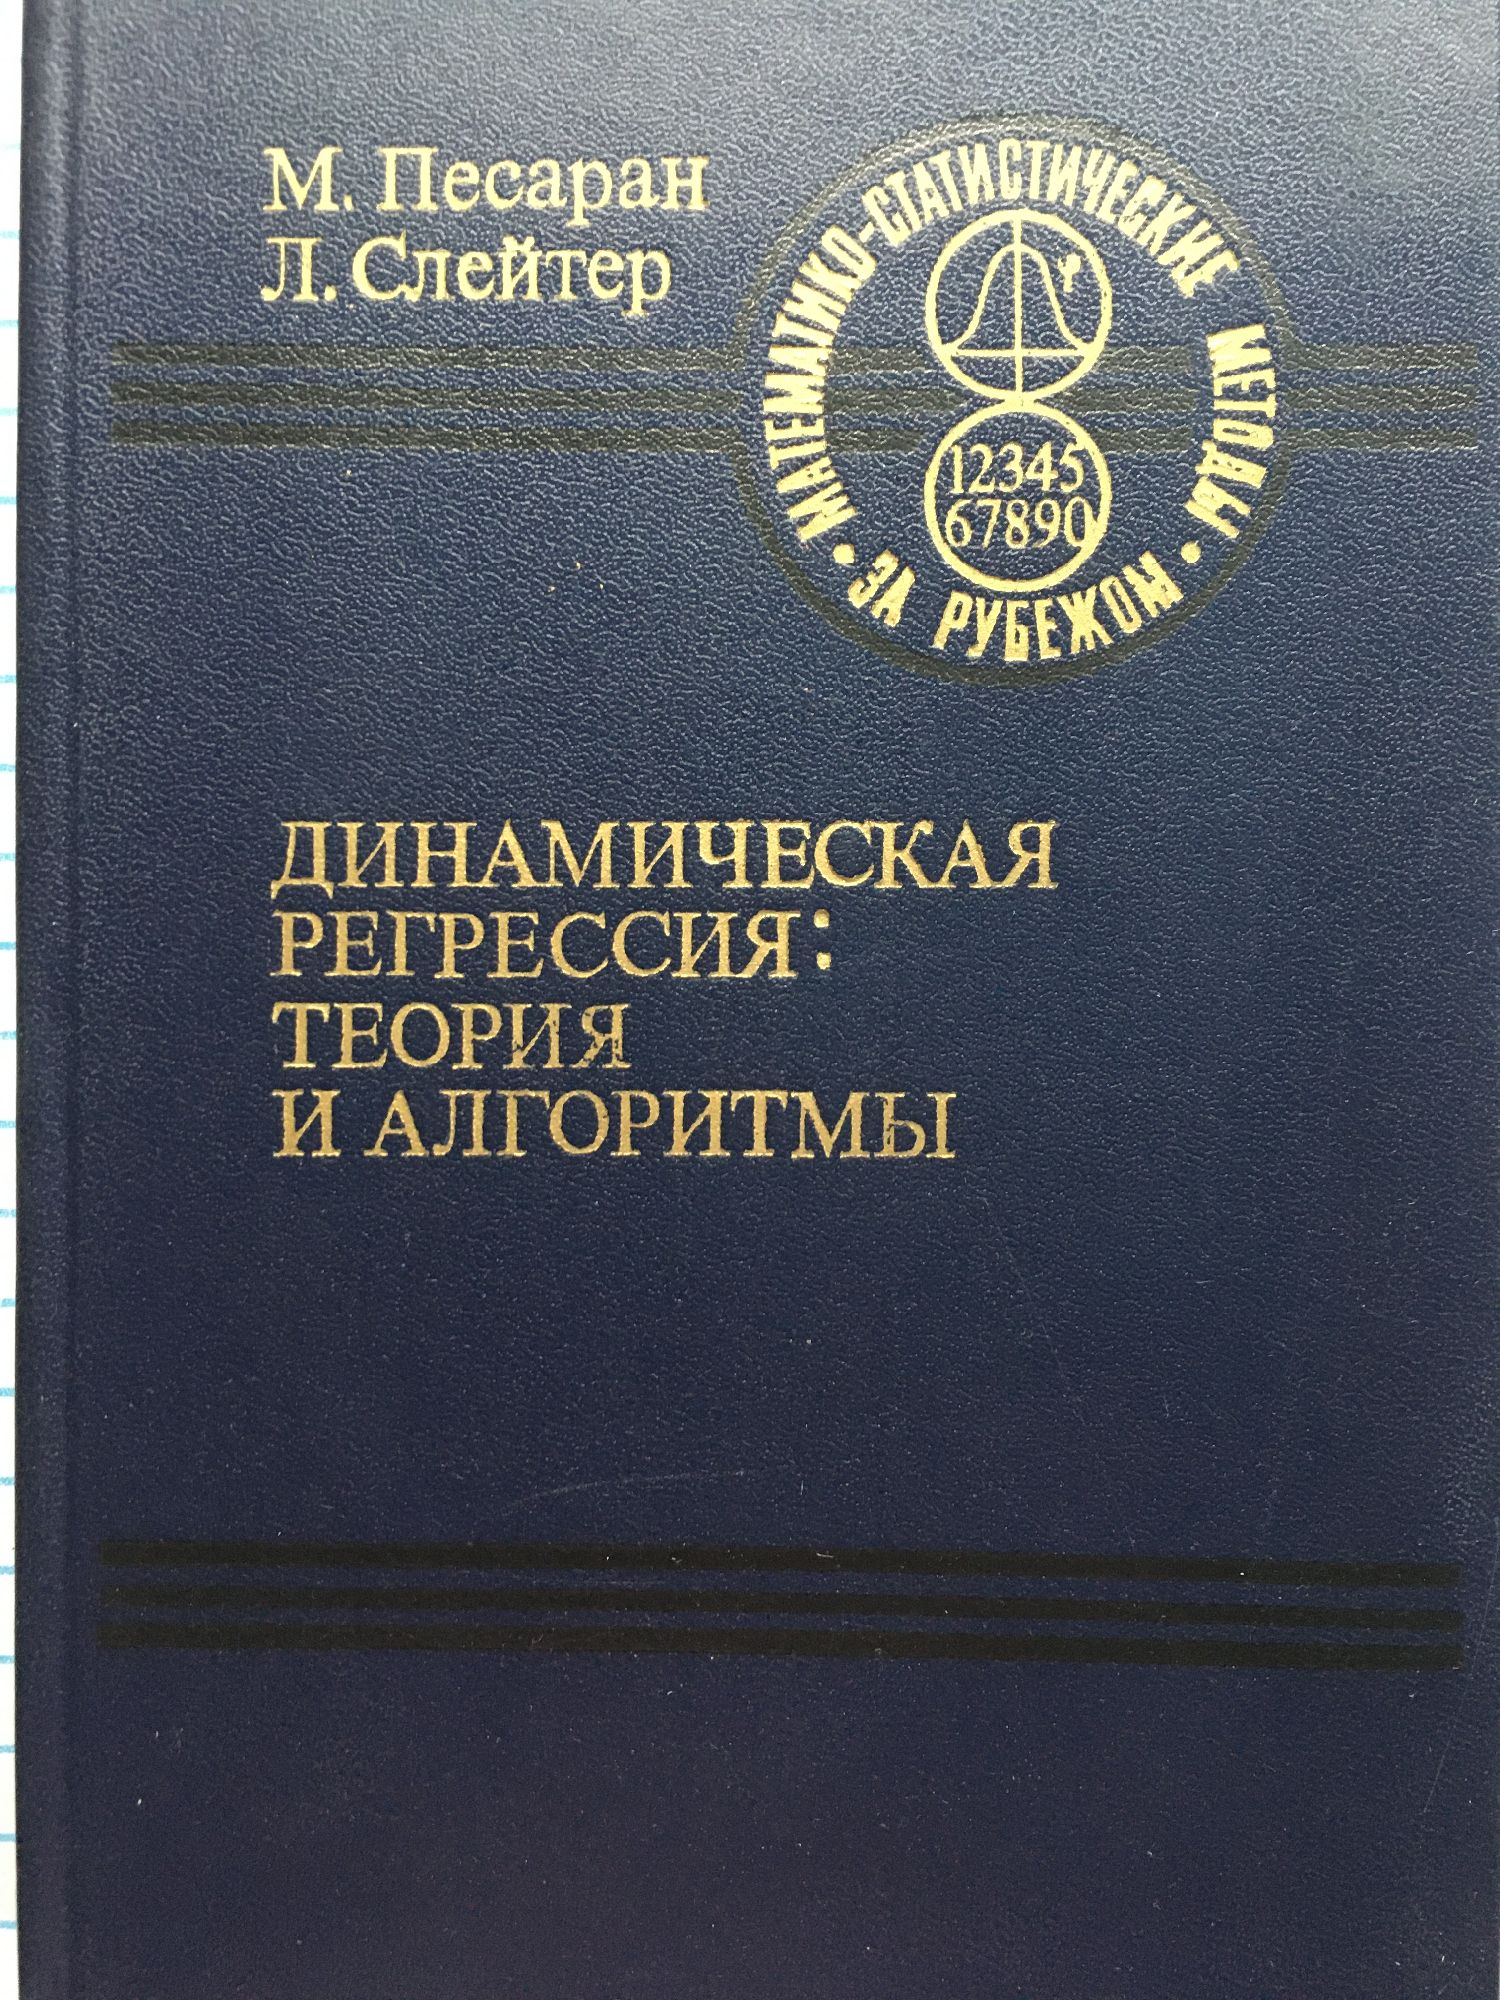 М. Песаран
Л. Слейтер
МАТЕМАТИКО-СТАТИСТИЧЕСКИЕ МЕТОДЫ
• ЗА РУБЕЖОМ •
φ
12345
67890
ДИНАМИЧЕСКАЯ
РЕГРЕССИЯ:
ТЕОРИЯ
И АЛГОРИТМЫ